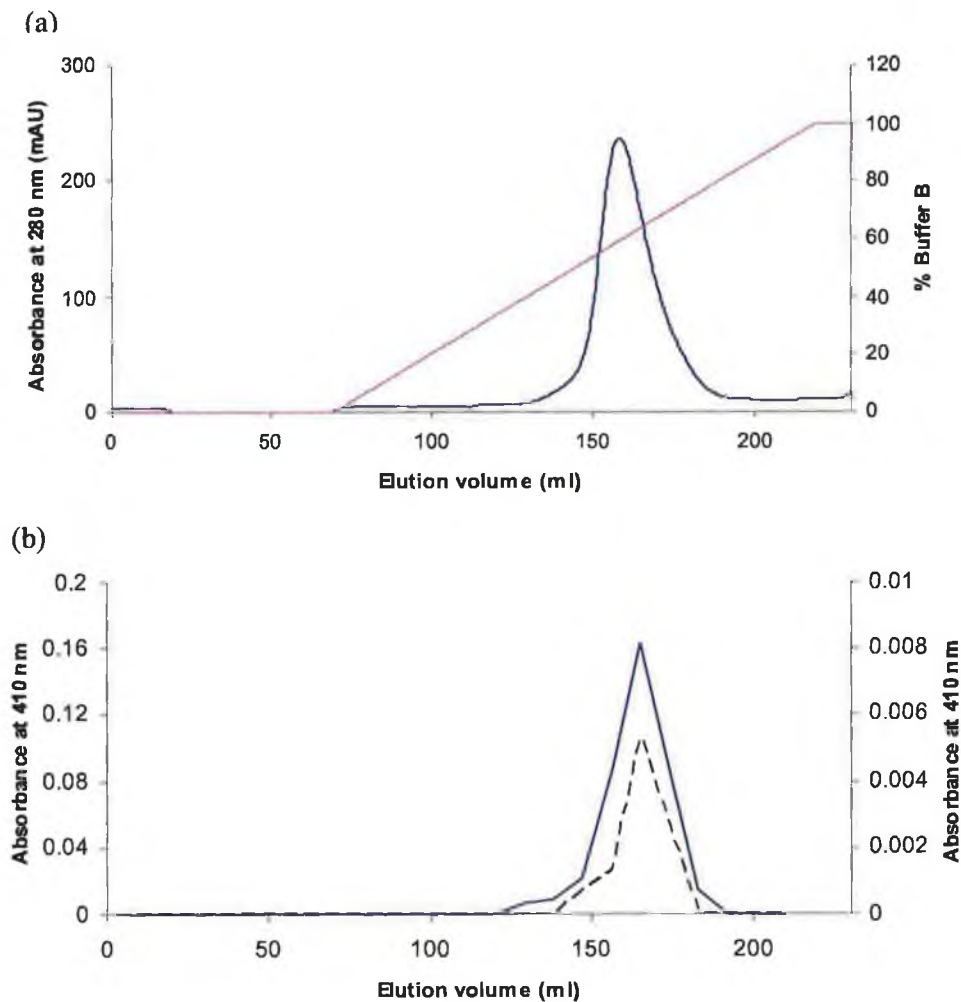 (a)
Absorbance at 280 nm (mAU)
300
200
100
0
120
100
80
60
40
20
0
% Buffer B
0 50 100 150 200
Elution volume (ml)
(b)
Absorbance at 410 nm
0.2
0.16
0.12
0.08
0.04
0
0.01
0.008
0.006
0.004
0.002
0
Absorbance at 410 nm
0 50 100 150 200
Elution volume (ml)